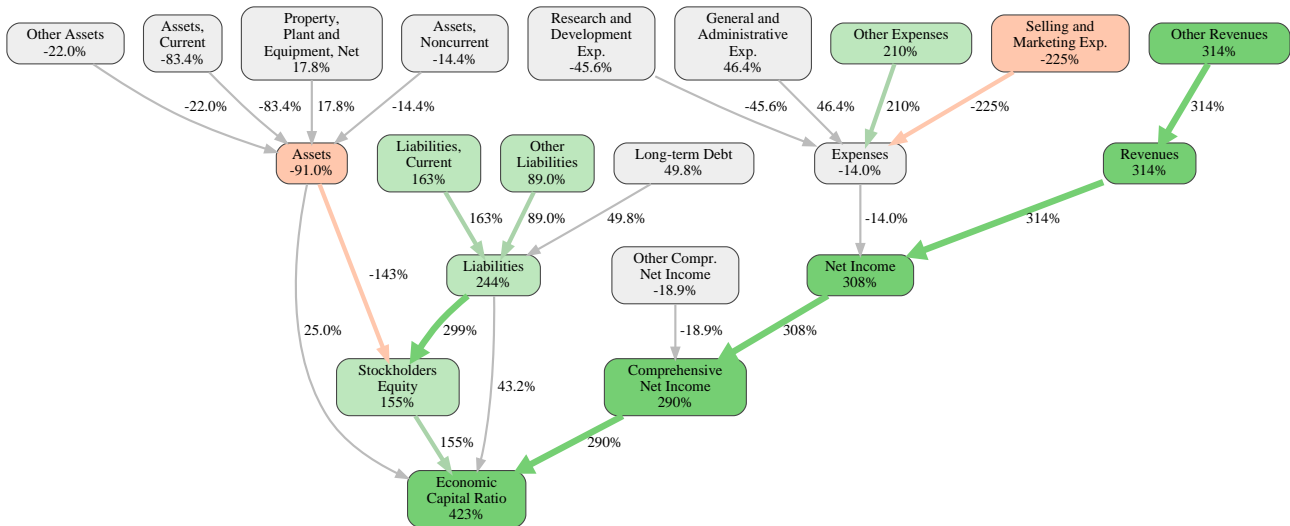 Other Assets
-22.0%
Assets,
Current
-83.4%
Property,
Plant and
Equipment, Net
17.8%
Assets,
Noncurrent
-14.4%
Research and
Development
Exp.
-45.6%
General and
Administrative
Exp.
46.4%
Other Expenses
210%
Selling and
Marketing Exp.
-225%
Other Revenues
314%
-22.0%
-83.4%
17.8%
-14.4%
-45.6%
46.4%
210%
-225%
314%
Assets
-91.0%
Liabilities,
Current
163%
Other
Liabilities
89.0%
Long-term Debt
49.8%
Expenses
-14.0%
Revenues
314%
163%
89.0%
49.8%
-14.0%
314%
-143%
Liabilities
244%
Other Compr.
Net Income
-18.9%
Net Income
308%
25.0%
299%
-18.9%
308%
Stockholders
Equity
155%
43.2%
Comprehensive
Net Income
290%
155%
290%
Economic
Capital Ratio
423%